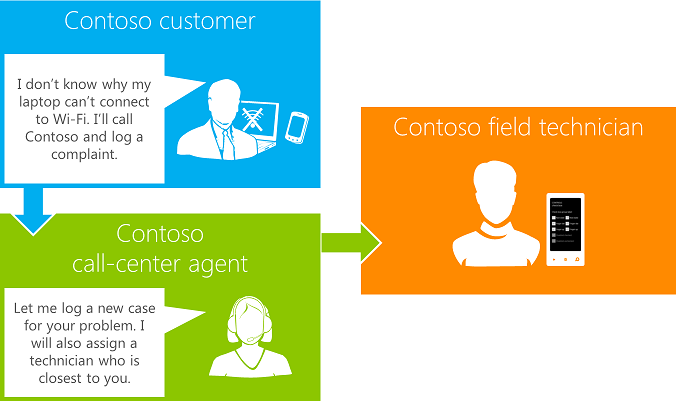 Contoso customer
I don't know why my
laptop can't connect
to Wi-Fi. I'll call
Contoso and log a
complaint.
Contoso
call-center agent
Let me log a new case
for your problem. I
will also assign a
technician who is
closest to you.
Contoso field technician